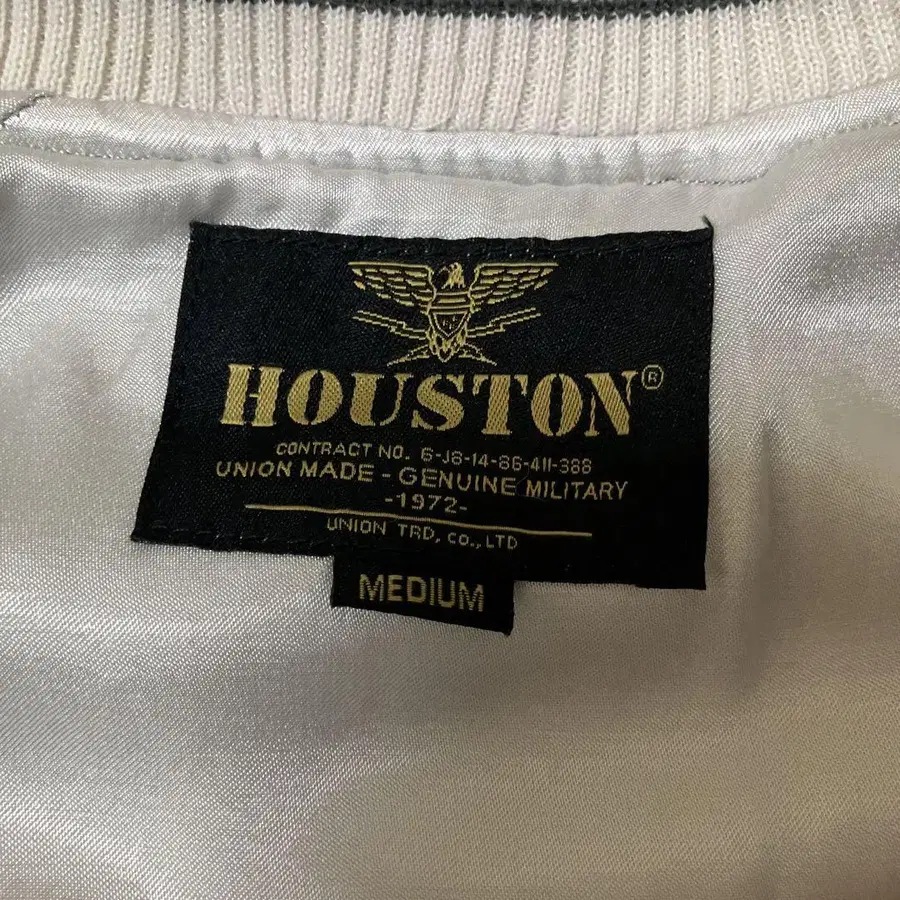 HOUSTON®
CONTRACT NO. 6-J8-14-86-411-388
UNION MADE - GENUINE MILITARY
-1972-
UNION TRD, CO., LTD
MEDIUM